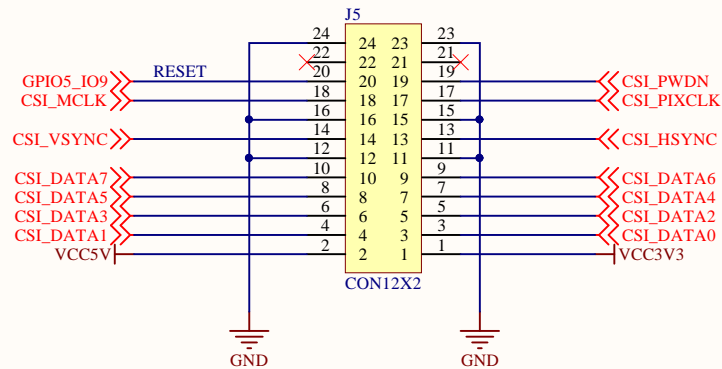 J5
24 24 23 23
22 22 21 21
GPIO5_IO9 RESET 20 20 19 19 CSI_PWDN
CSI_MCLK 18 18 17 17 CSI_PIXCLK
16 16 15 15
CSI_VSYNC 14 14 13 13 CSI_HSYNC
12 12 11 11
CSI_DATA7 10 10 9 9 CSI_DATA6
CSI_DATA5 8 8 7 7 CSI_DATA4
CSI_DATA3 6 6 5 5 CSI_DATA2
CSI_DATA1 4 4 3 3 CSI_DATA0
VCC5V 2 2 1 1 VCC3V3
CON12X2
GND GND